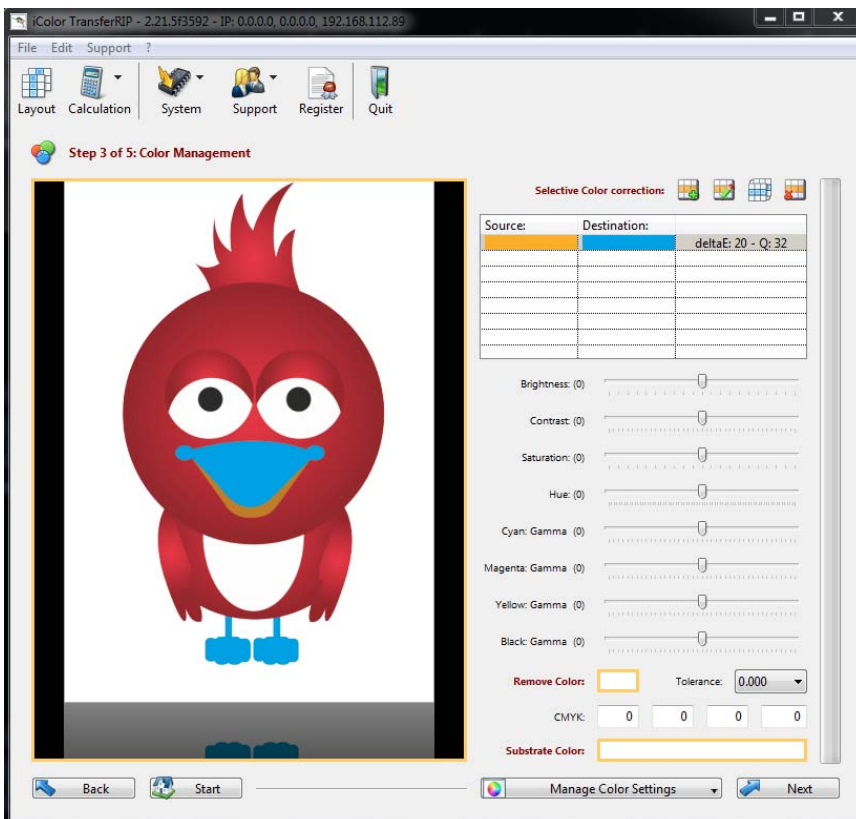 iColor TransferRIP - 2.21.5f3592 - IP: 0.0.0.0, 0.0.0.0, 192.168.112.89
File Edit Support ?
Layout Calculation System Support Register Quit
Step 3 of 5: Color Management
Selective Color correction:
Source: Destination:
deltaE: 20 - Q: 32
Brightness: (0)
Contrast: (0)
Saturation: (0)
Hue: (0)
Cyan: Gamma (0)
Magenta: Gamma (0)
Yellow: Gamma (0)
Black: Gamma (0)
Remove Color: Tolerance: 0.000
CMYK: 0 0 0 0
Substrate Color:
Back Start Manage Color Settings Next